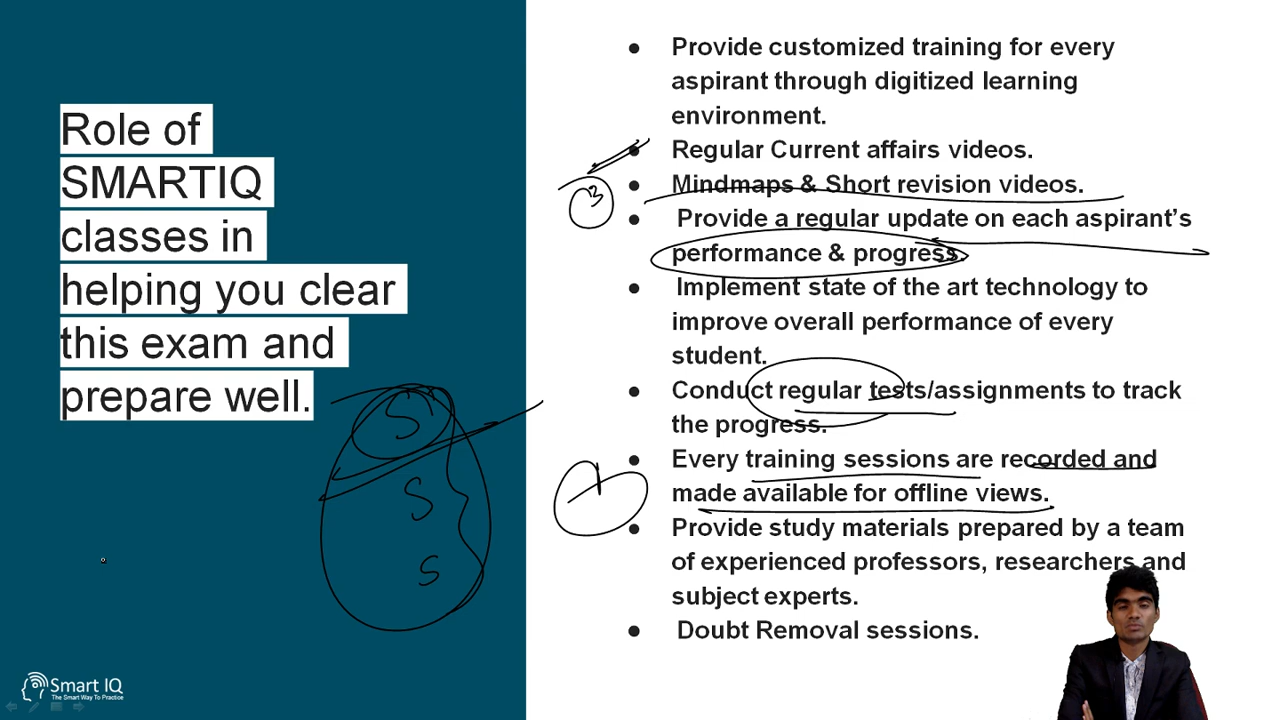 Role of
SMARTIQ
classes in
helping you clear
this exam and
prepare well.
S
S
S
Smart IQ
The Smart Way To Practice
● Provide customized training for every
aspirant through digitized learning
environment.
● Regular Current affairs videos.
● Mindmaps & Short revision videos.
3
● Provide a regular update on each aspirant's
performance & progress.
● Implement state of the art technology to
improve overall performance of every
student.
● Conduct regular tests/assignments to track
the progress.
● Every training sessions are recorded and
made available for offline views.
● Provide study materials prepared by a team
of experienced professors, researchers and
subject experts.
● Doubt Removal sessions.